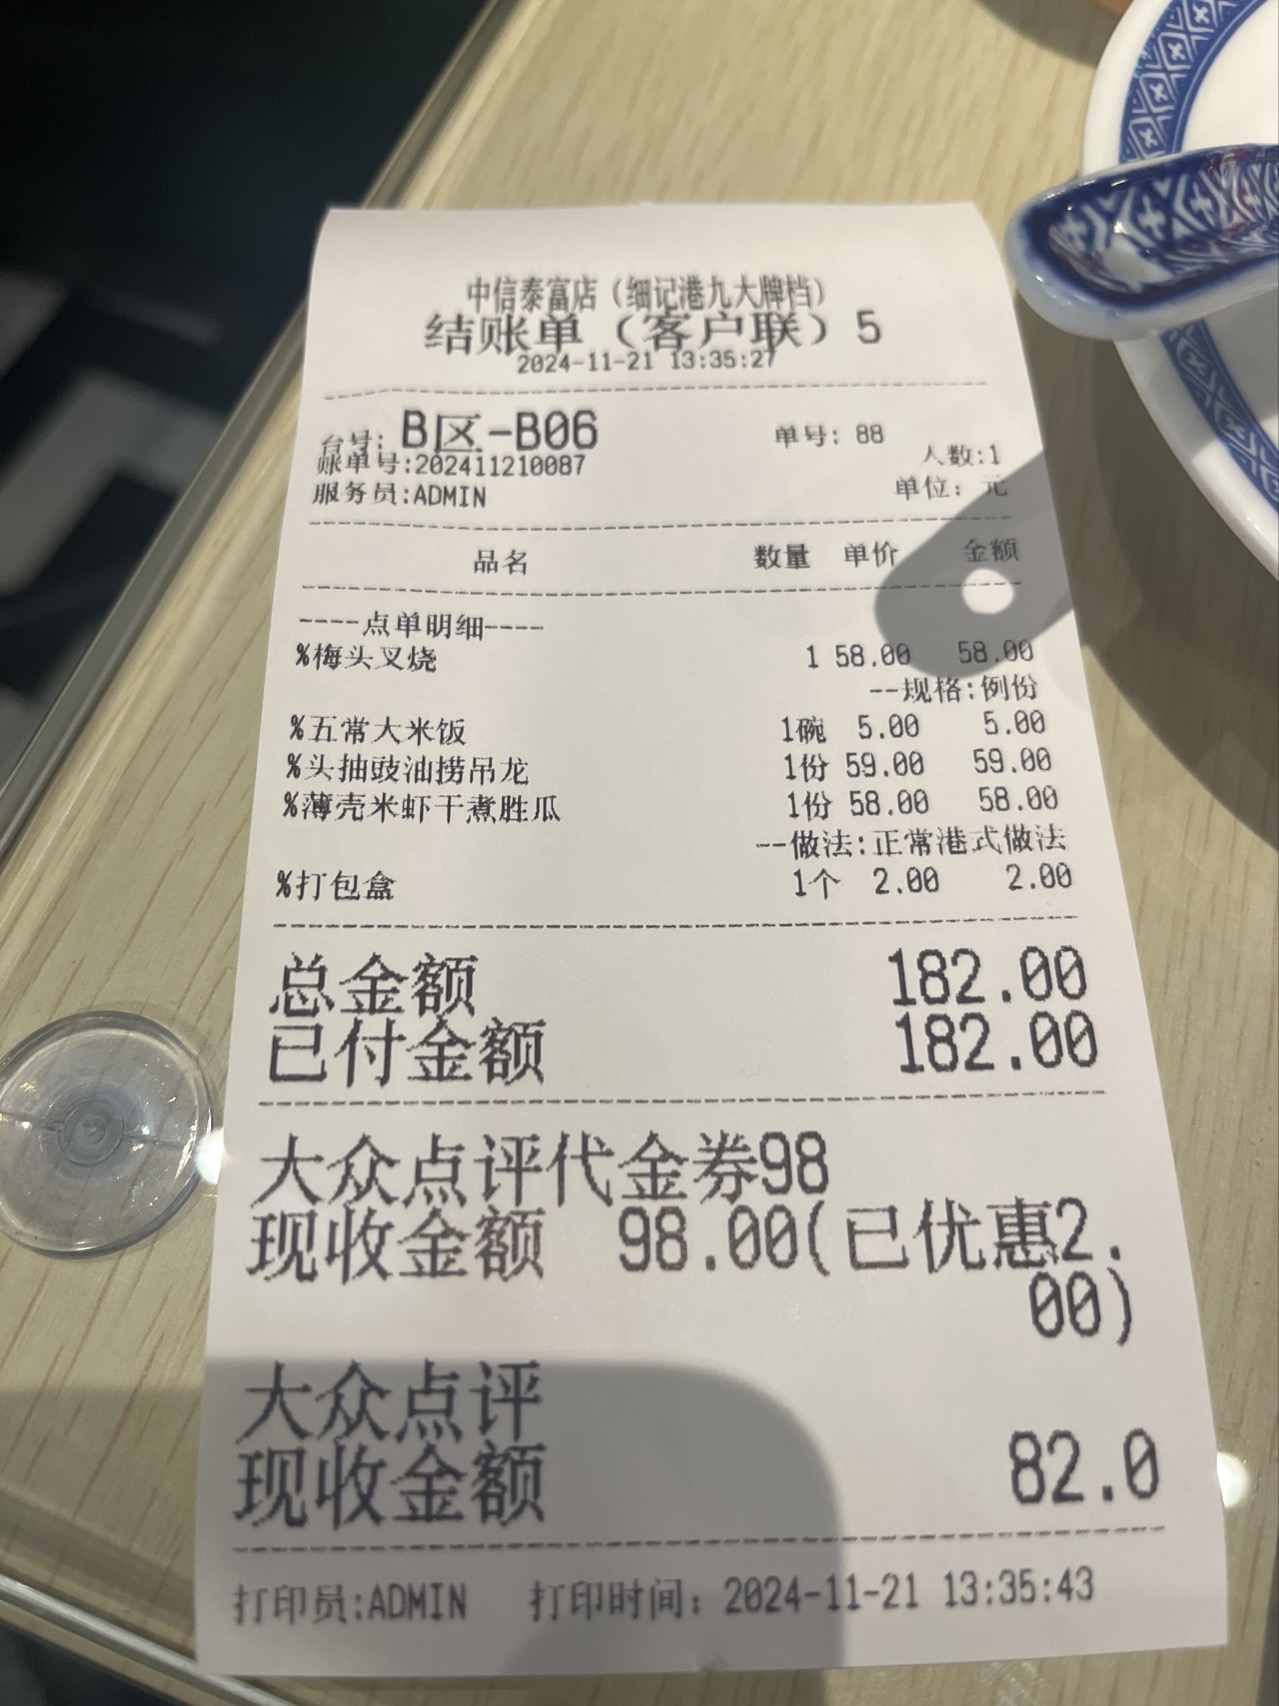 中信泰富店（细记港九大牌档）
结账单（客户联）5
2024-11-21 13:35:27
台号: B区-B06 单号: 88
账单号:202411210087 人数:1
服务员:ADMIN 单位: 元
品名 数量 单价 金额
----点单明细----
%梅头叉烧 1 58.00 58.00
--规格:例份
%五常大米饭 1碗 5.00 5.00
%头抽豉油捞吊龙 1份 59.00 59.00
%薄壳米虾干煮胜瓜 1份 58.00 58.00
--做法:正常港式做法
%打包盒 1个 2.00 2.00
总金额 182.00
已付金额 182.00
大众点评代金券98
现收金额 98.00(已优惠2.
00)
大众点评
现收金额 82.0
打印员:ADMIN 打印时间: 2024-11-21 13:35:43